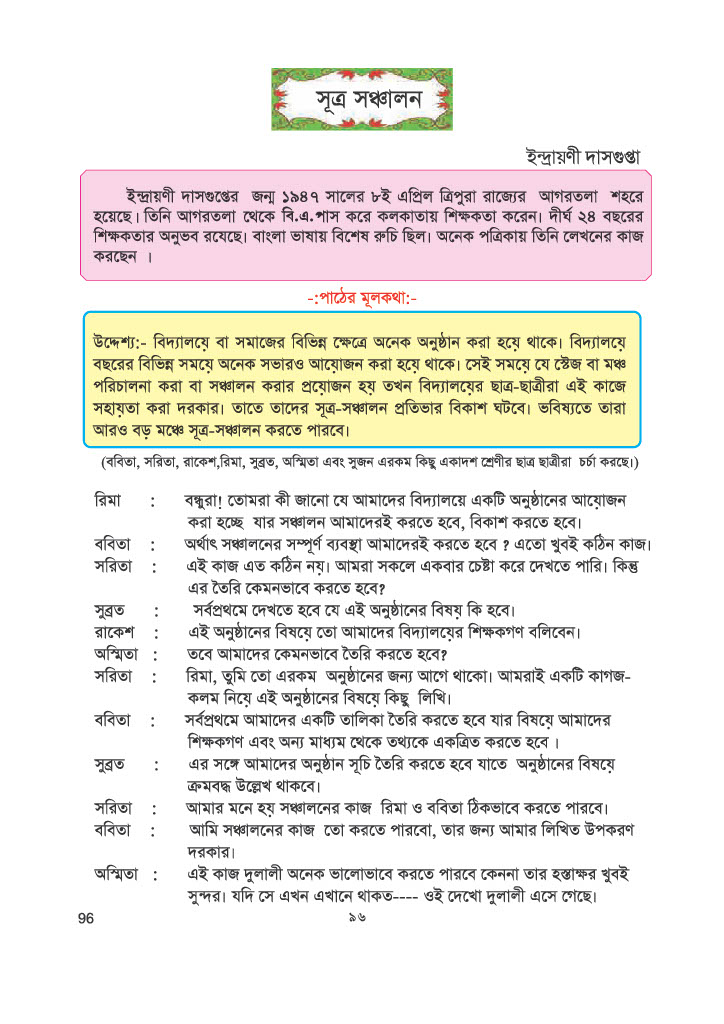 সূত্র সঞ্চালন
ইন্দ্রায়ণী দাসগুপ্তা
ইন্দ্রায়ণী দাসগুপ্তের জন্ম ১৯৪৭ সালের ৮ই এপ্রিল ত্রিপুরা রাজ্যের আগরতলা শহরে
হয়েছে। তিনি আগরতলা থেকে বি.এ.পাস করে কলকাতায় শিক্ষকতা করেন। দীর্ঘ ২৪ বছরের
শিক্ষকতার অনুভব রযেছে। বাংলা ভাষায় বিশেষ রুচি ছিল। অনেক পত্রিকায় তিনি লেখনের কাজ
করছেন ।
-:পাঠের মূলকথা:-
উদ্দেশ্য:- বিদ্যালয়ে বা সমাজের বিভিন্ন ক্ষেত্রে অনেক অনুষ্ঠান করা হয়ে থাকে। বিদ্যালয়ে
বছরের বিভিন্ন সময়ে অনেক সভারও আয়োজন করা হয়ে থাকে। সেই সময়ে যে স্টেজ বা মঞ্চ
পরিচালনা করা বা সঞ্চালন করার প্রয়োজন হয় তখন বিদ্যালয়ের ছাত্র-ছাত্রীরা এই কাজে
সহায়তা করা দরকার। তাতে তাদের সূত্র-সঞ্চালন প্রতিভার বিকাশ ঘটবে। ভবিষ্যতে তারা
আরও বড় মঞ্চে সূত্র-সঞ্চালন করতে পারবে।
(ববিতা, সরিতা, রাকেশ,রিমা, সুব্রত, অস্মিতা এবং সুজন এরকম কিছু একাদশ শ্রেণীর ছাত্র ছাত্রীরা চর্চা করছে।)
রিমা : বন্ধুরা! তোমরা কী জানো যে আমাদের বিদ্যালয়ে একটি অনুষ্ঠানের আয়োজন
করা হচ্ছে যার সঞ্চালন আমাদেরই করতে হবে, বিকাশ করতে হবে।
ববিতা : অর্থাৎ সঞ্চালনের সম্পূর্ণ ব্যবস্থা আমাদেরই করতে হবে ? এতো খুবই কঠিন কাজ।
সরিতা : এই কাজ এত কঠিন নয়। আমরা সকলে একবার চেষ্টা করে দেখতে পারি। কিন্তু
এর তৈরি কেমনভাবে করতে হবে?
সুব্রত : সর্বপ্রথমে দেখতে হবে যে এই অনুষ্ঠানের বিষয় কি হবে।
রাকেশ : এই অনুষ্ঠানের বিষয়ে তো আমাদের বিদ্যালয়ের শিক্ষকগণ বলিবেন।
অস্মিতা : তবে আমাদের কেমনভাবে তৈরি করতে হবে?
সরিতা : রিমা, তুমি তো এরকম অনুষ্ঠানের জন্য আগে থাকো। আমরাই একটি কাগজ-
কলম নিয়ে এই অনুষ্ঠানের বিষয়ে কিছু লিখি।
ববিতা : সর্বপ্রথমে আমাদের একটি তালিকা তৈরি করতে হবে যার বিষয়ে আমাদের
শিক্ষকগণ এবং অন্য মাধ্যম থেকে তথ্যকে একত্রিত করতে হবে ।
সুব্রত : এর সঙ্গে আমাদের অনুষ্ঠান সূচি তৈরি করতে হবে যাতে অনুষ্ঠানের বিষয়ে
ক্রমবদ্ধ উল্লেখ থাকবে।
সরিতা : আমার মনে হয় সঞ্চালনের কাজ রিমা ও ববিতা ঠিকভাবে করতে পারবে।
ববিতা : আমি সঞ্চালনের কাজ তো করতে পারবো, তার জন্য আমার লিখিত উপকরণ
দরকার।
অস্মিতা : এই কাজ দুলালী অনেক ভালোভাবে করতে পারবে কেননা তার হস্তাক্ষর খুবই
সুন্দর। যদি সে এখন এখানে থাকত---- ওই দেখো দুলালী এসে গেছে।
96 ৯৬